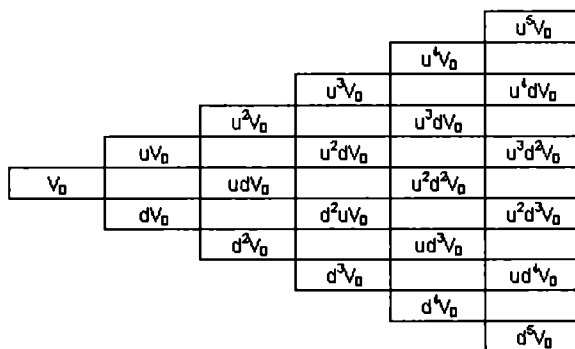 u⁵V₀
u⁴V₀
u³V₀ u⁴dV₀
u²V₀ u³dV₀
uV₀ u²dV₀ u³d²V₀
V₀ udV₀ u²d²V₀
dV₀ d²uV₀ u²d³V₀
d²V₀ ud³V₀
d³V₀ ud⁴V₀
d⁴V₀
d⁵V₀